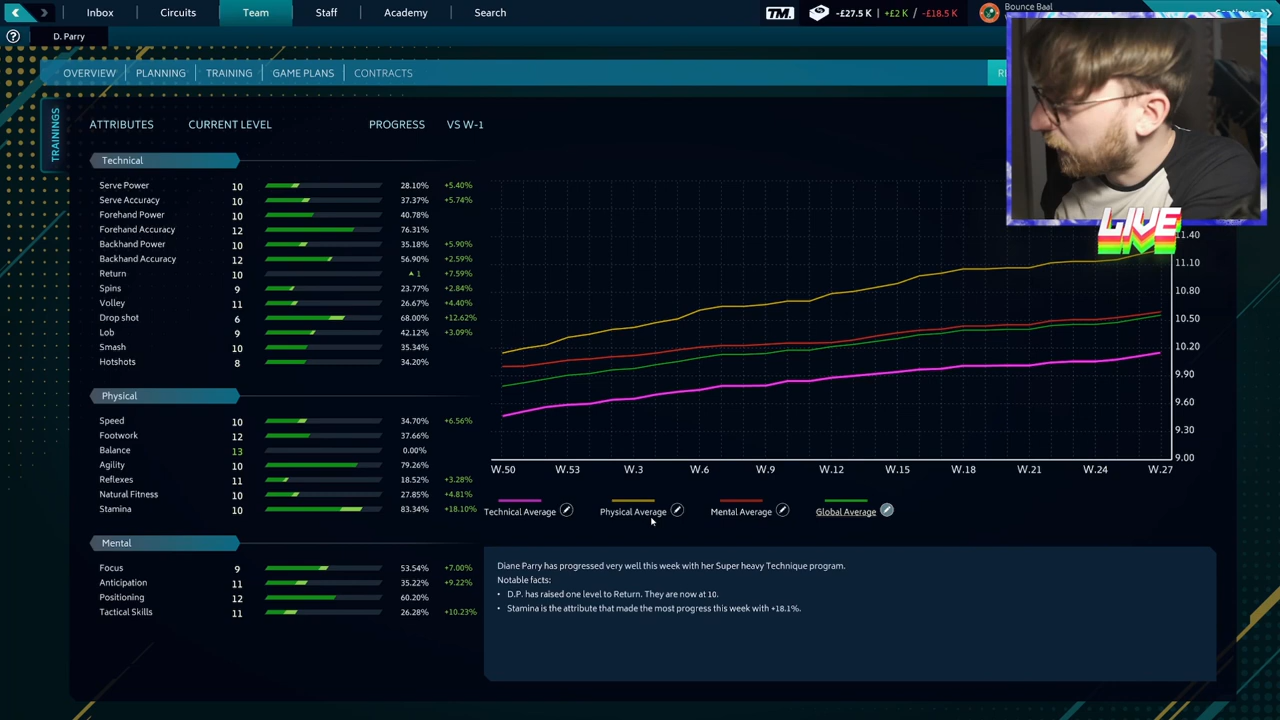 Inbox Circuits Team Staff Academy Search TM. -£27.5 K | +£2 K / -£18.5 K Bounce Baal
D. Parry
OVERVIEW PLANNING TRAINING GAME PLANS CONTRACTS
TRAININGS
ATTRIBUTES CURRENT LEVEL PROGRESS VS W-1
Technical
Serve Power 10 28.10% +5.40%
Serve Accuracy 10 37.37% +5.74%
Forehand Power 10 40.78%
Forehand Accuracy 12 76.31%
Backhand Power 10 35.18% +5.90%
Backhand Accuracy 12 56.90% +2.59%
Return 10 ▲ 1 +7.59%
Spins 9 23.77% +2.84%
Volley 11 26.67% +4.40%
Drop shot 6 68.00% +12.62%
Lob 9 42.12% +3.09%
Smash 10 35.34%
Hotshots 8 34.20%
Physical
Speed 10 34.70% +6.56%
Footwork 12 37.66%
Balance 13 0.00%
Agility 10 79.26%
Reflexes 11 18.52% +3.28%
Natural Fitness 10 27.85% +4.81%
Stamina 10 83.34% +18.10%
Mental
Focus 9 53.54% +7.00%
Anticipation 11 35.22% +9.22%
Positioning 12 60.20%
Tactical Skills 11 26.28% +10.23%
LIVE
11.40
11.10
10.80
10.50
10.20
9.90
9.60
9.30
9.00
W.50 W.53 W.3 W.6 W.9 W.12 W.15 W.18 W.21 W.24 W.27
Technical Average Physical Average Mental Average Global Average
Diane Parry has progressed very well this week with her Super heavy Technique program.
Notable facts:
• D.P. has raised one level to Return. They are now at 10.
• Stamina is the attribute that made the most progress this week with +18.1%.